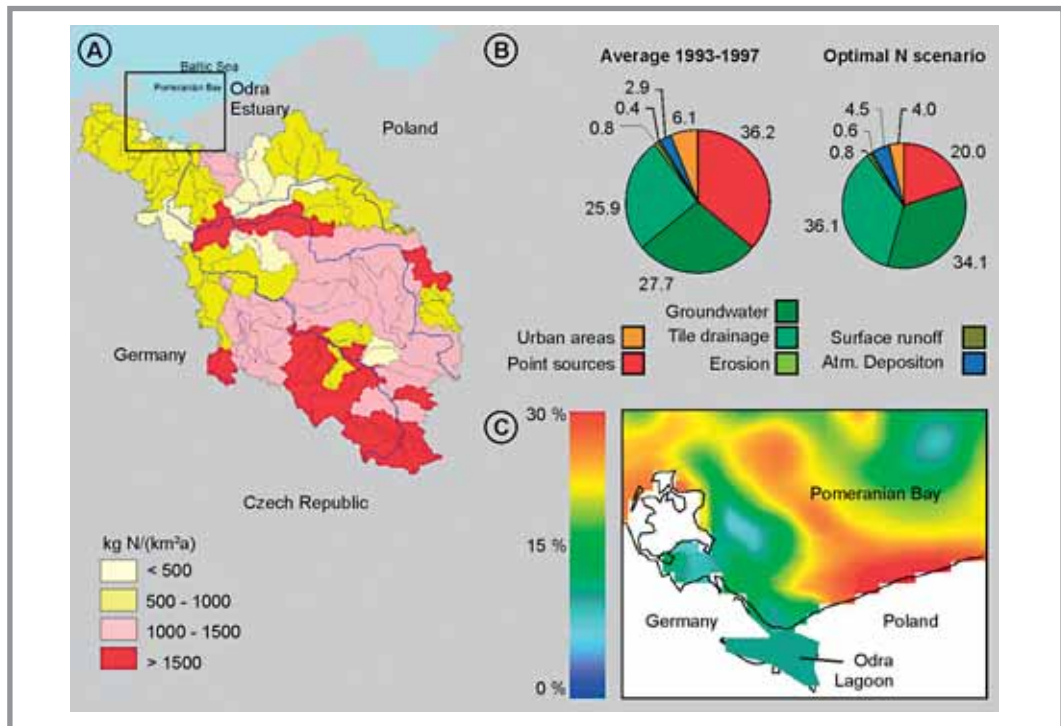 A
Baltic Sea
Pomeranian Bay
Odra
Estuary
Poland
Germany
Czech Republic
kg N/(km²a)
< 500
500 - 1000
1000 - 1500
> 1500
B
Average 1993-1997
Optimal N scenario
2.9
0.4
0.8
6.1
36.2
25.9
27.7
4.5
0.6
0.8
4.0
20.0
36.1
34.1
Groundwater
Urban areas
Tile drainage
Surface runoff
Point sources
Erosion
Atm. Depositon
C
30 %
15 %
0 %
Pomeranian Bay
Germany
Poland
Odra
Lagoon